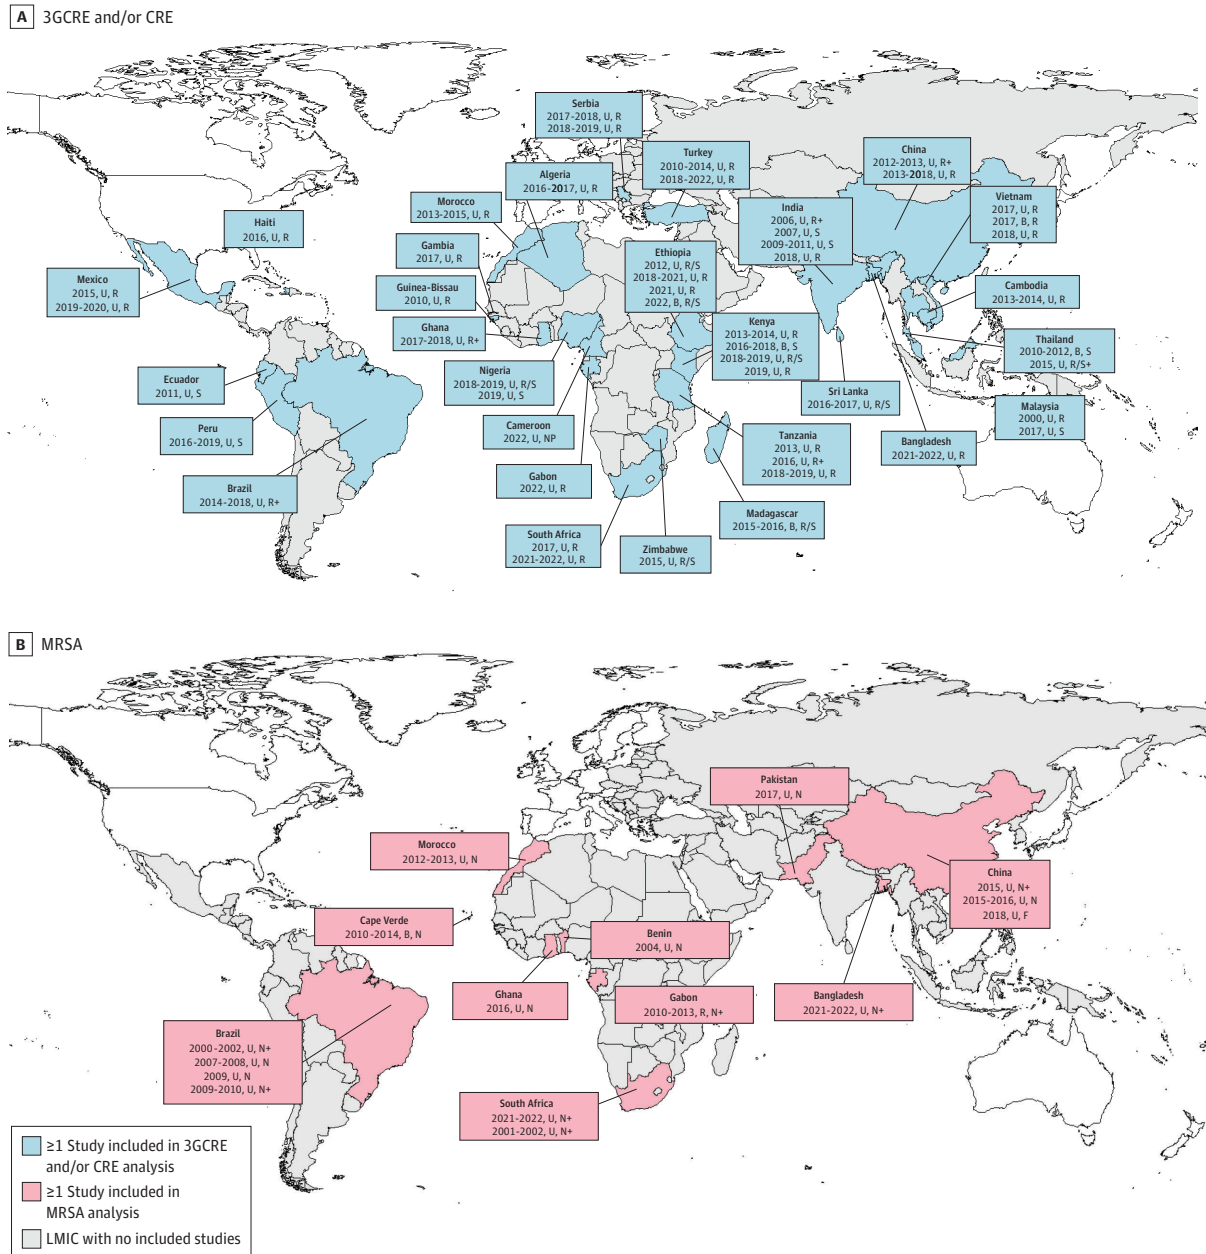 A 3GCRE and/or CRE
Serbia
2017-2018, U, R
2018-2019, U, R
Turkey
2010-2014, U, R
2018-2022, U, R
China
2012-2013, U, R+
2013-2018, U, R
Algeria
2016-2017, U, R
Morocco
2013-2015, U, R
India
2006, U, R+
2007, U, S
2009-2011, U, S
2018, U, R
Vietnam
2017, U, R
2017, B, R
2018, U, R
Haiti
2016, U, R
Gambia
2017, U, R
Ethiopia
2012, U, R/S
2018-2021, U, R
2021, U, R
2022, B, R/S
Mexico
2015, U, R
2019-2020, U, R
Guinea-Bissau
2010, U, R
Cambodia
2013-2014, U, R
Ghana
2017-2018, U, R+
Kenya
2013-2014, U, R
2016-2018, B, S
2018-2019, U, R/S
2019, U, R
Thailand
2010-2012, B, S
2015, U, R/S+
Nigeria
2018-2019, U, R/S
2019, U, S
Ecuador
2011, U, S
Sri Lanka
2016-2017, U, R/S
Malaysia
2000, U, R
2017, U, S
Peru
2016-2019, U, S
Cameroon
2022, U, NP
Tanzania
2013, U, R
2016, U, R+
2018-2019, U, R
Bangladesh
2021-2022, U, R
Gabon
2022, U, R
Brazil
2014-2018, U, R+
Madagascar
2015-2016, B, R/S
South Africa
2017, U, R
2021-2022, U, R
Zimbabwe
2015, U, R/S
B MRSA
Pakistan
2017, U, N
Morocco
2012-2013, U, N
China
2015, U, N+
2015-2016, U, N
2018, U, F
Cape Verde
2010-2014, B, N
Benin
2004, U, N
Ghana
2016, U, N
Gabon
2010-2013, R, N+
Bangladesh
2021-2022, U, N+
Brazil
2000-2002, U, N+
2007-2008, U, N
2009, U, N
2009-2010, U, N+
South Africa
2021-2022, U, N+
2001-2002, U, N+
≥1 Study included in 3GCRE
and/or CRE analysis
≥1 Study included in
MRSA analysis
LMIC with no included studies